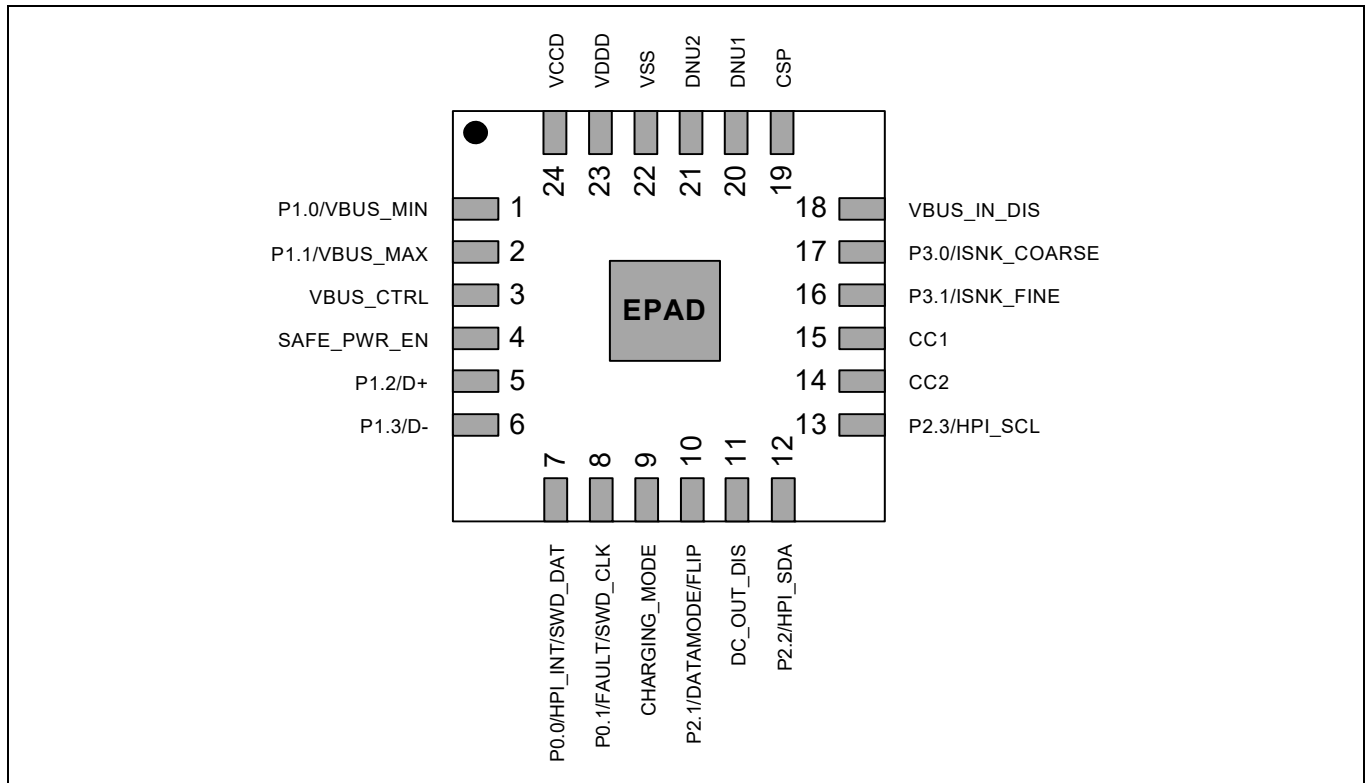 VCCD
VDDD
VSS
DNU2
DNU1
CSP
24
23
22
21
20
19
P1.0/VBUS_MIN 1
P1.1/VBUS_MAX 2
VBUS_CTRL 3
SAFE_PWR_EN 4
P1.2/D+ 5
P1.3/D- 6
EPAD
18 VBUS_IN_DIS
17 P3.0/ISNK_COARSE
16 P3.1/ISNK_FINE
15 CC1
14 CC2
13 P2.3/HPI_SCL
7
8
9
10
11
12
P0.0/HPI_INT/SWD_DAT
P0.1/FAULT/SWD_CLK
CHARGING_MODE
P2.1/DATAMODE/FLIP
DC_OUT_DIS
P2.2/HPI_SDA